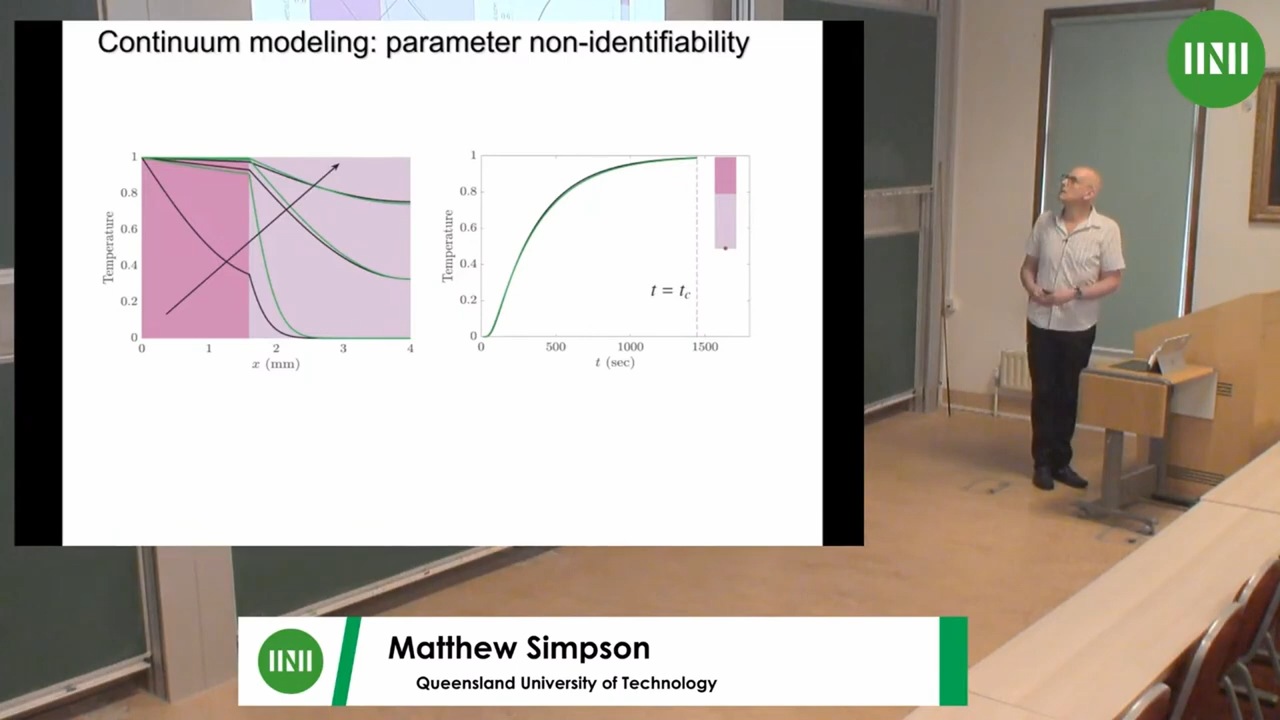 Continuum modeling: parameter non-identifiability
1
0.8
0.6
0.4
0.2
0
Temperature
0 1 2 3 4
x (mm)
1
0.8
0.6
0.4
0.2
0
Temperature
t = t_c
0 500 1000 1500
t (sec)
Matthew Simpson
Queensland University of Technology